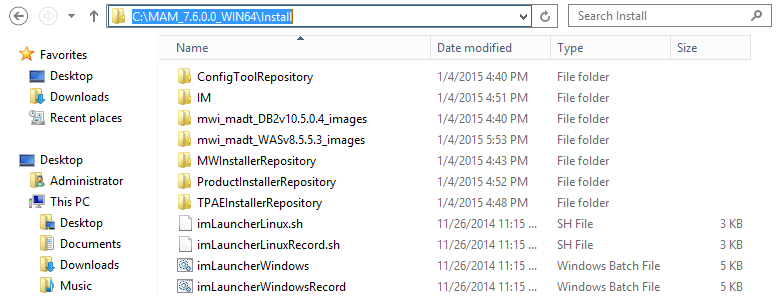 C:\MAM_7.6.0.0_WIN64\Install Search Install
Name Date modified Type Size
Favorites
Desktop
Downloads
Recent places
Desktop
Administrator
This PC
Desktop
Documents
Downloads
Music
ConfigToolRepository 1/4/2015 4:40 PM File folder
IM 1/4/2015 4:51 PM File folder
mwi_madt_DB2v10.5.0.4_images 1/4/2015 4:40 PM File folder
mwi_madt_WASv8.5.5.3_images 1/4/2015 5:53 PM File folder
MWInstallerRepository 1/4/2015 4:43 PM File folder
ProductInstallerRepository 1/4/2015 4:52 PM File folder
TPAEInstallerRepository 1/4/2015 4:48 PM File folder
imLauncherLinux.sh 11/26/2014 11:15 ... SH File 3 KB
imLauncherLinuxRecord.sh 11/26/2014 11:15 ... SH File 3 KB
imLauncherWindows 11/26/2014 11:15 ... Windows Batch File 5 KB
imLauncherWindowsRecord 11/26/2014 11:15 ... Windows Batch File 5 KB